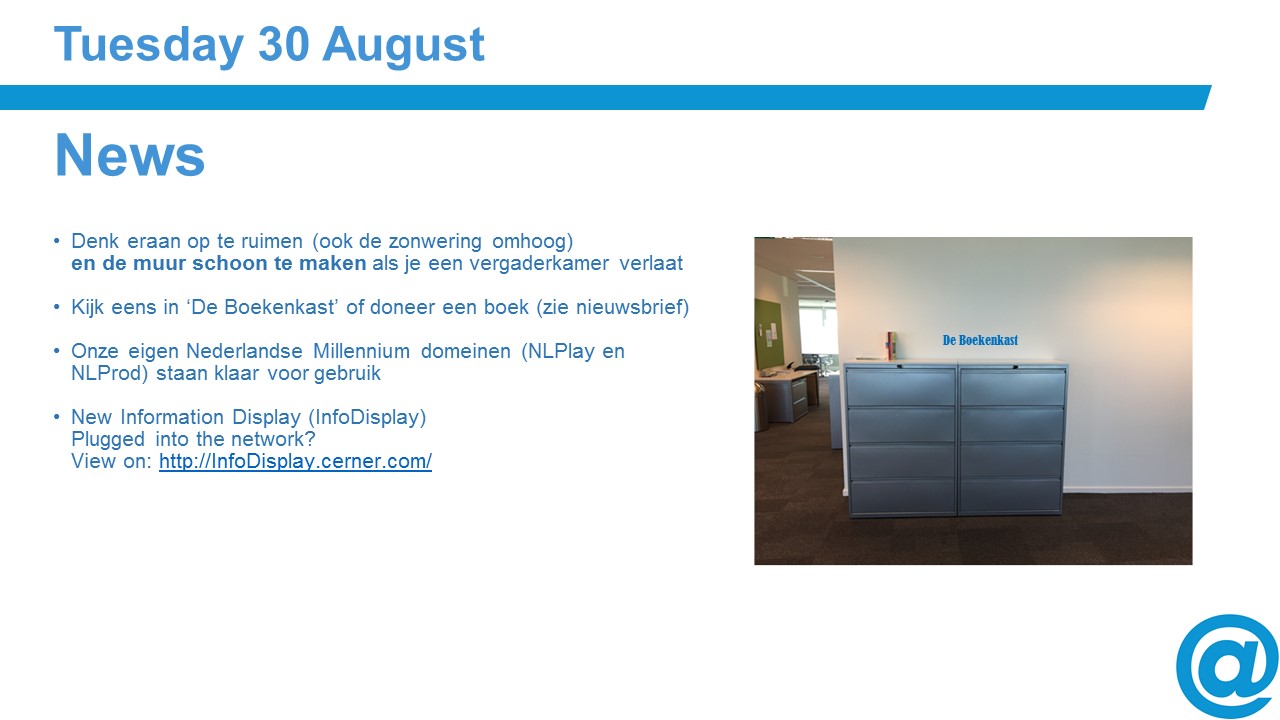 Tuesday 30 August
News
• Denk eraan op te ruimen (ook de zonwering omhoog)
en de muur schoon te maken als je een vergaderkamer verlaat
• Kijk eens in ‘De Boekenkast’ of doneer een boek (zie nieuwsbrief)
• Onze eigen Nederlandse Millennium domeinen (NLPlay en
NLProd) staan klaar voor gebruik
• New Information Display (InfoDisplay)
Plugged into the network?
View on: http://InfoDisplay.cerner.com/
De Boekenkast
@